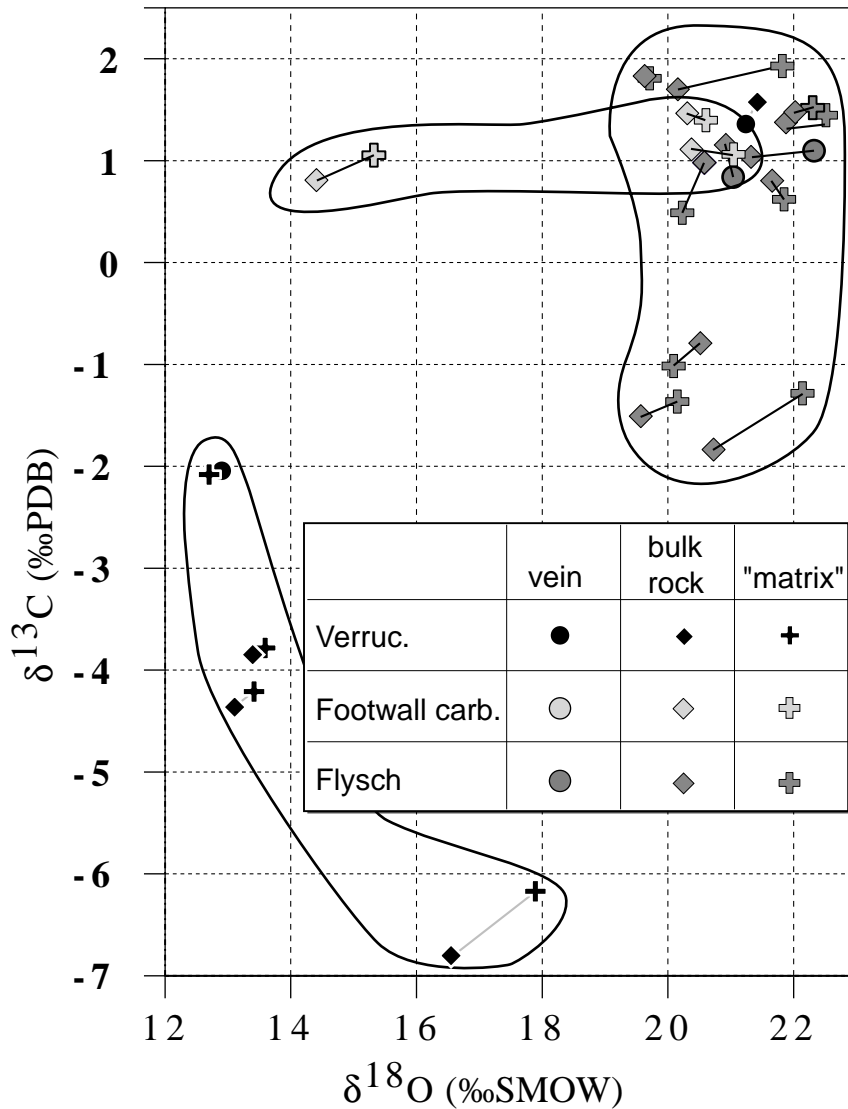 2
1
0
-1
-2
-3
-4
-5
-6
-7
δ13C (‰PDB)
vein
bulk
rock
"matrix"
Verruc.
Footwall carb.
Flysch
12 14 16 18 20 22
δ18O (‰SMOW)